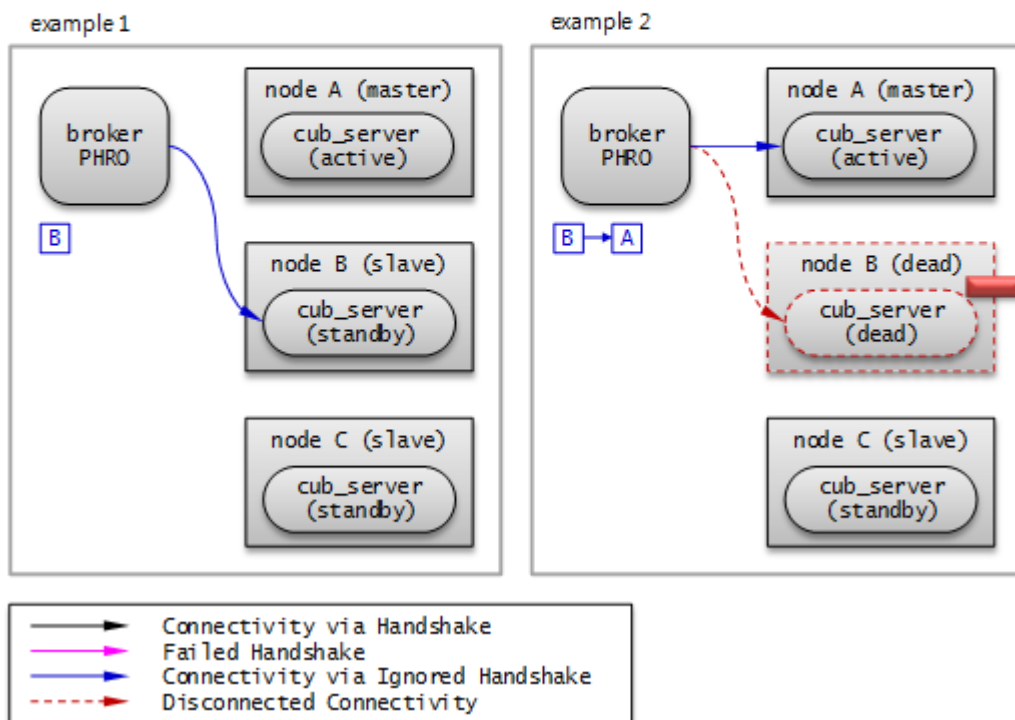 example 1
broker
PHRO
B
node A (master)
cub_server
(active)
node B (slave)
cub_server
(standby)
node C (slave)
cub_server
(standby)
example 2
broker
PHRO
B
A
node A (master)
cub_server
(active)
node B (dead)
cub_server
(dead)
node C (slave)
cub_server
(standby)
Connectivity via Handshake
Failed Handshake
Connectivity via Ignored Handshake
Disconnected Connectivity